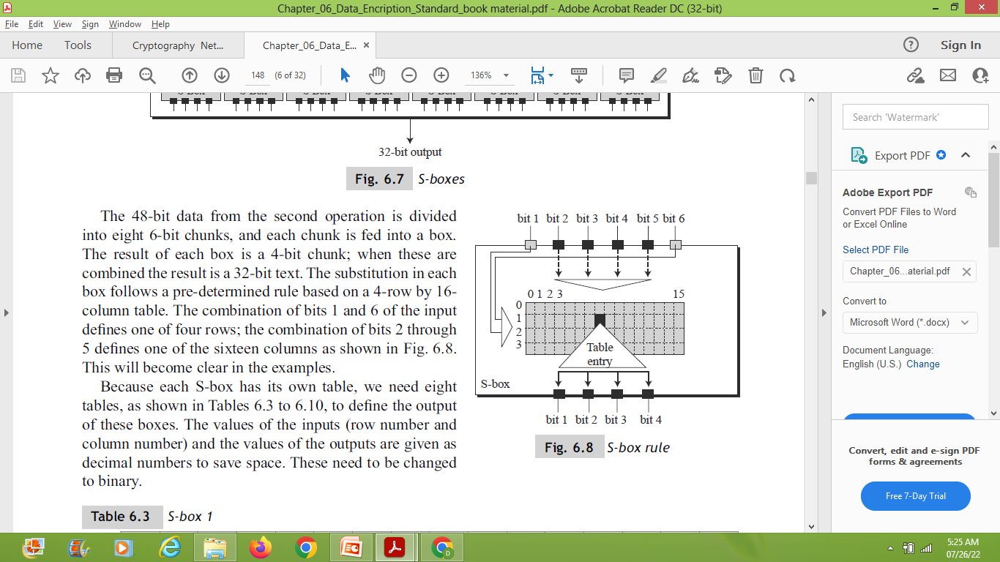 Chapter_06_Data_Encription_Standard_book material.pdf - Adobe Acrobat Reader DC (32-bit)
File Edit View Sign Window Help
Home Tools Cryptography Net... Chapter_06_Data_E... ×
Sign In
148 (6 of 32) 136%
32-bit output
Fig. 6.7 S-boxes
The 48-bit data from the second operation is divided
into eight 6-bit chunks, and each chunk is fed into a box.
The result of each box is a 4-bit chunk; when these are
combined the result is a 32-bit text. The substitution in each
box follows a pre-determined rule based on a 4-row by 16-
column table. The combination of bits 1 and 6 of the input
defines one of four rows; the combination of bits 2 through
5 defines one of the sixteen columns as shown in Fig. 6.8.
This will become clear in the examples.
Because each S-box has its own table, we need eight
tables, as shown in Tables 6.3 to 6.10, to define the output
of these boxes. The values of the inputs (row number and
column number) and the values of the outputs are given as
decimal numbers to save space. These need to be changed
to binary.
bit 1 bit 2 bit 3 bit 4 bit 5 bit 6
0 1 2 3 15
0
1
2
3
Table
entry
S-box
bit 1 bit 2 bit 3 bit 4
Fig. 6.8 S-box rule
Table 6.3 S-box 1
Search 'Watermark'
Export PDF
Adobe Export PDF
Convert PDF Files to Word
or Excel Online
Select PDF File
Chapter_06...aterial.pdf
Convert to
Microsoft Word (*.docx)
Document Language:
English (U.S.) Change
Convert, edit and e-sign PDF
forms & agreements
Free 7-Day Trial
5:25 AM
07/26/22